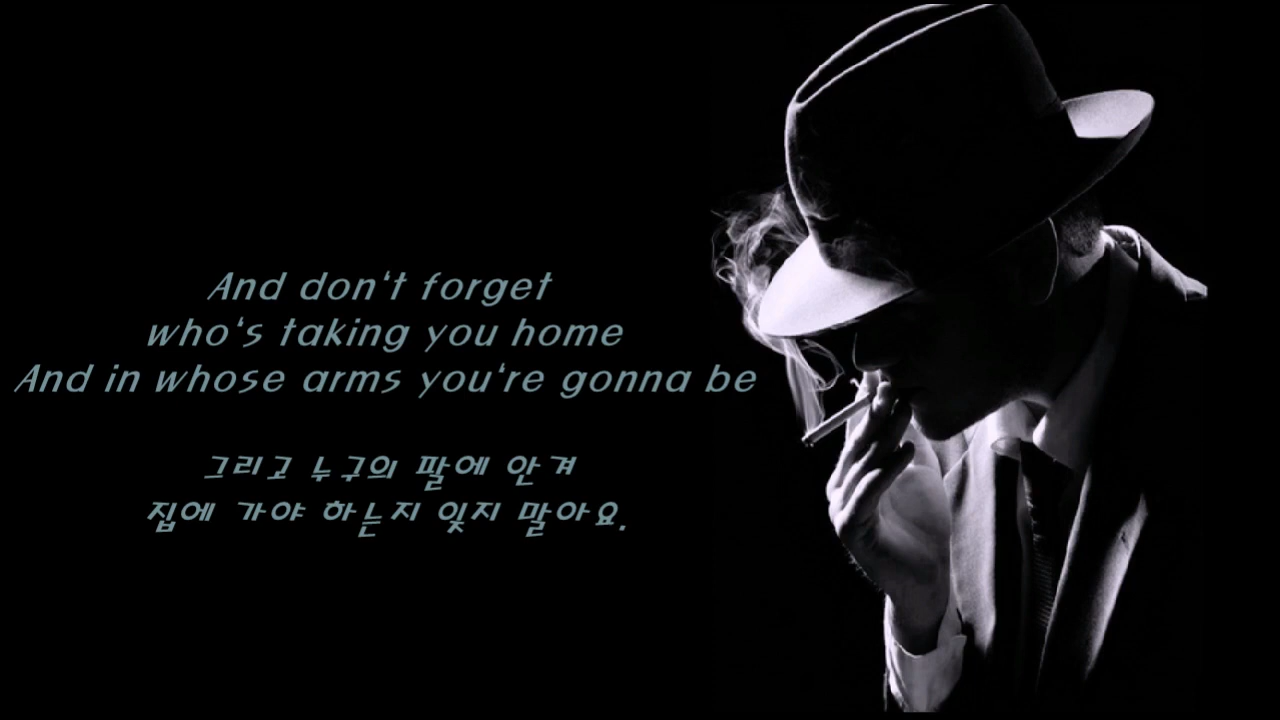 And don't forget
who's taking you home
And in whose arms you're gonna be
그리고 누구의 팔에 안겨
집에 가야 하는지 잊지 말아요.